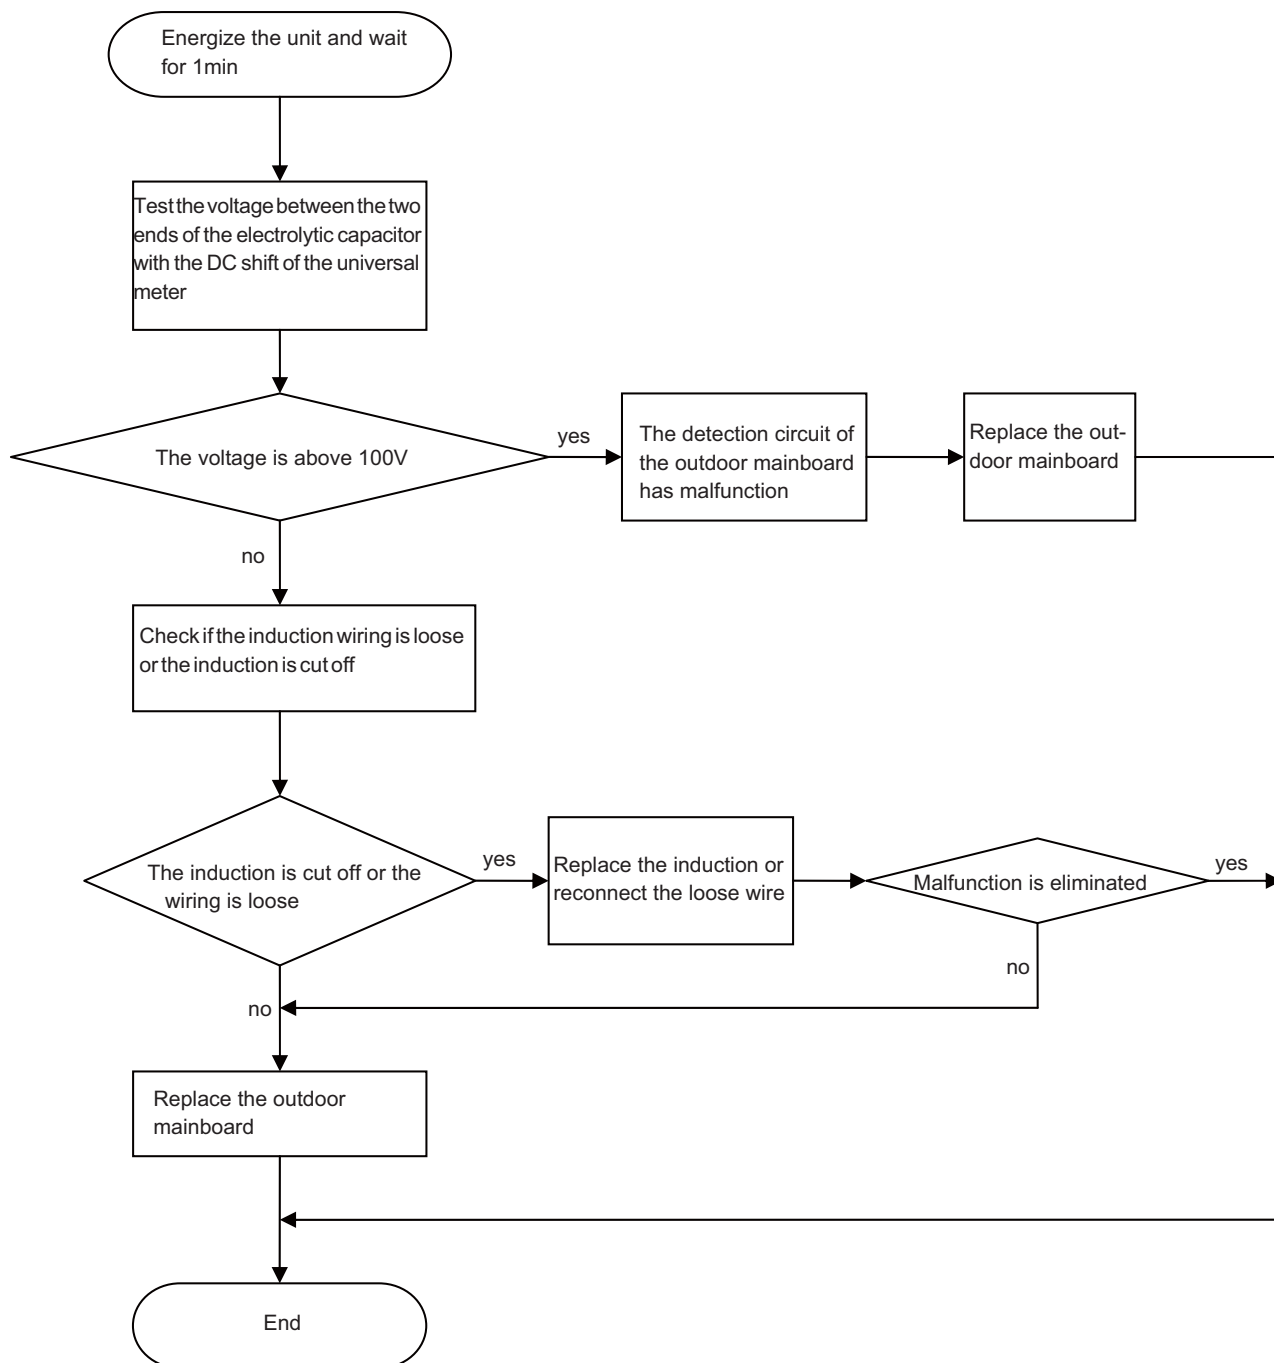 Energize the unit and wait
for 1min
Test the voltage between the two
ends of the electrolytic capacitor
with the DC shift of the universal
meter
The voltage is above 100V
yes
The detection circuit of
the outdoor mainboard
has malfunction
Replace the out-
door mainboard
no
Check if the induction wiring is loose
or the induction is cut off
The induction is cut off or the
wiring is loose
yes
Replace the induction or
reconnect the loose wire
Malfunction is eliminated
yes
no
no
Replace the outdoor
mainboard
End